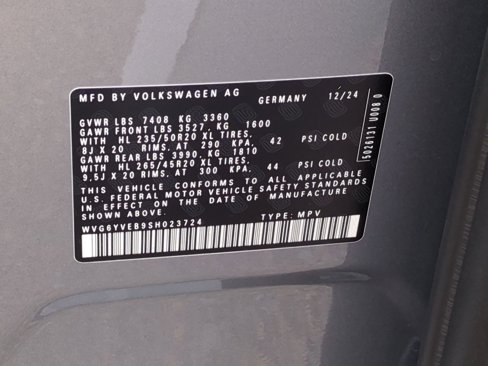 MFD BY VOLKSWAGEN AG
GERMANY 12/24
GVWR LBS 7408 KG 3360
GAWR FRONT LBS 3527 KG 1600
WITH HL 235/50R20 XL TIRES.
8J X 20 RIMS. AT 290 KPA. 42 PSI COLD
GAWR REAR LBS 3990. KG 1810
WITH HL 265/45R20 XL TIRES.
9.5J X 20 RIMS. AT 300 KPA. 44 PSI COLD
THIS VEHICLE CONFORMS TO ALL APPLICABLE
U.S. FEDERAL MOTOR VEHICLE SAFETY STANDARDS
IN EFFECT ON THE DATE OF MANUFACTURE
SHOWN ABOVE.
WVG6YVEB9SH023724 TYPE: MPV
5026131 U008 0